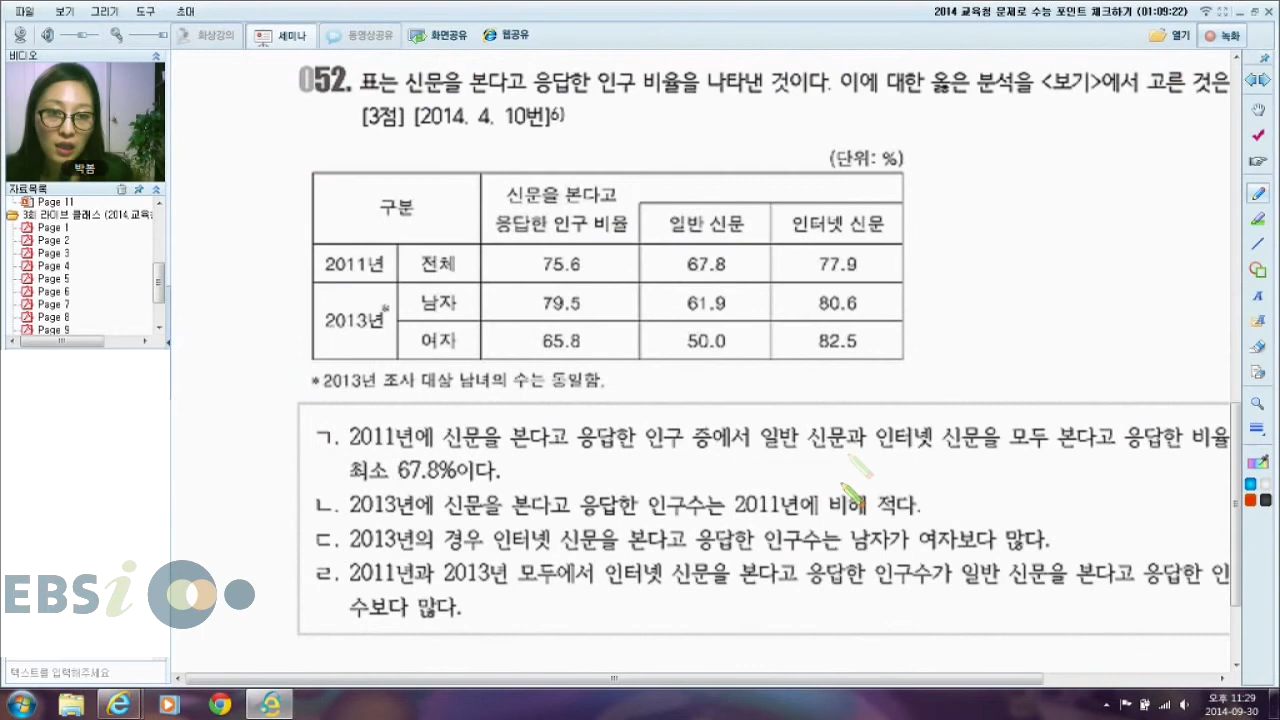 파일 보기 그리기 도구 초대
2014 교육청 문제로 수능 포인트 체크하기 (01:09:22)
화상강의 세미나 동영상공유 화면공유 웹공유 열기 녹화
비디오
박봄
자료목록
Page 11
3회 라이브 클래스 (2014,교육
Page 1
Page 2
Page 3
Page 4
Page 5
Page 6
Page 7
Page 8
Page 9
텍스트를 입력해주세요
052. 표는 신문을 본다고 응답한 인구 비율을 나타낸 것이다. 이에 대한 옳은 분석을 <보기>에서 고른 것은
[3점] [2014. 4. 10번]6)
(단위: %)
구분 신문을 본다고 응답한 인구 비율 일반 신문 인터넷 신문
2011년 전체 75.6 67.8 77.9
2013년* 남자 79.5 61.9 80.6
여자 65.8 50.0 82.5
*2013년 조사 대상 남녀의 수는 동일함.
ㄱ. 2011년에 신문을 본다고 응답한 인구 중에서 일반 신문과 인터넷 신문을 모두 본다고 응답한 비율
최소 67.8%이다.
ㄴ. 2013년에 신문을 본다고 응답한 인구수는 2011년에 비해 적다.
ㄷ. 2013년의 경우 인터넷 신문을 본다고 응답한 인구수는 남자가 여자보다 많다.
ㄹ. 2011년과 2013년 모두에서 인터넷 신문을 본다고 응답한 인구수가 일반 신문을 본다고 응답한 인
수보다 많다.
EBSi
오후 11:29
2014-09-30